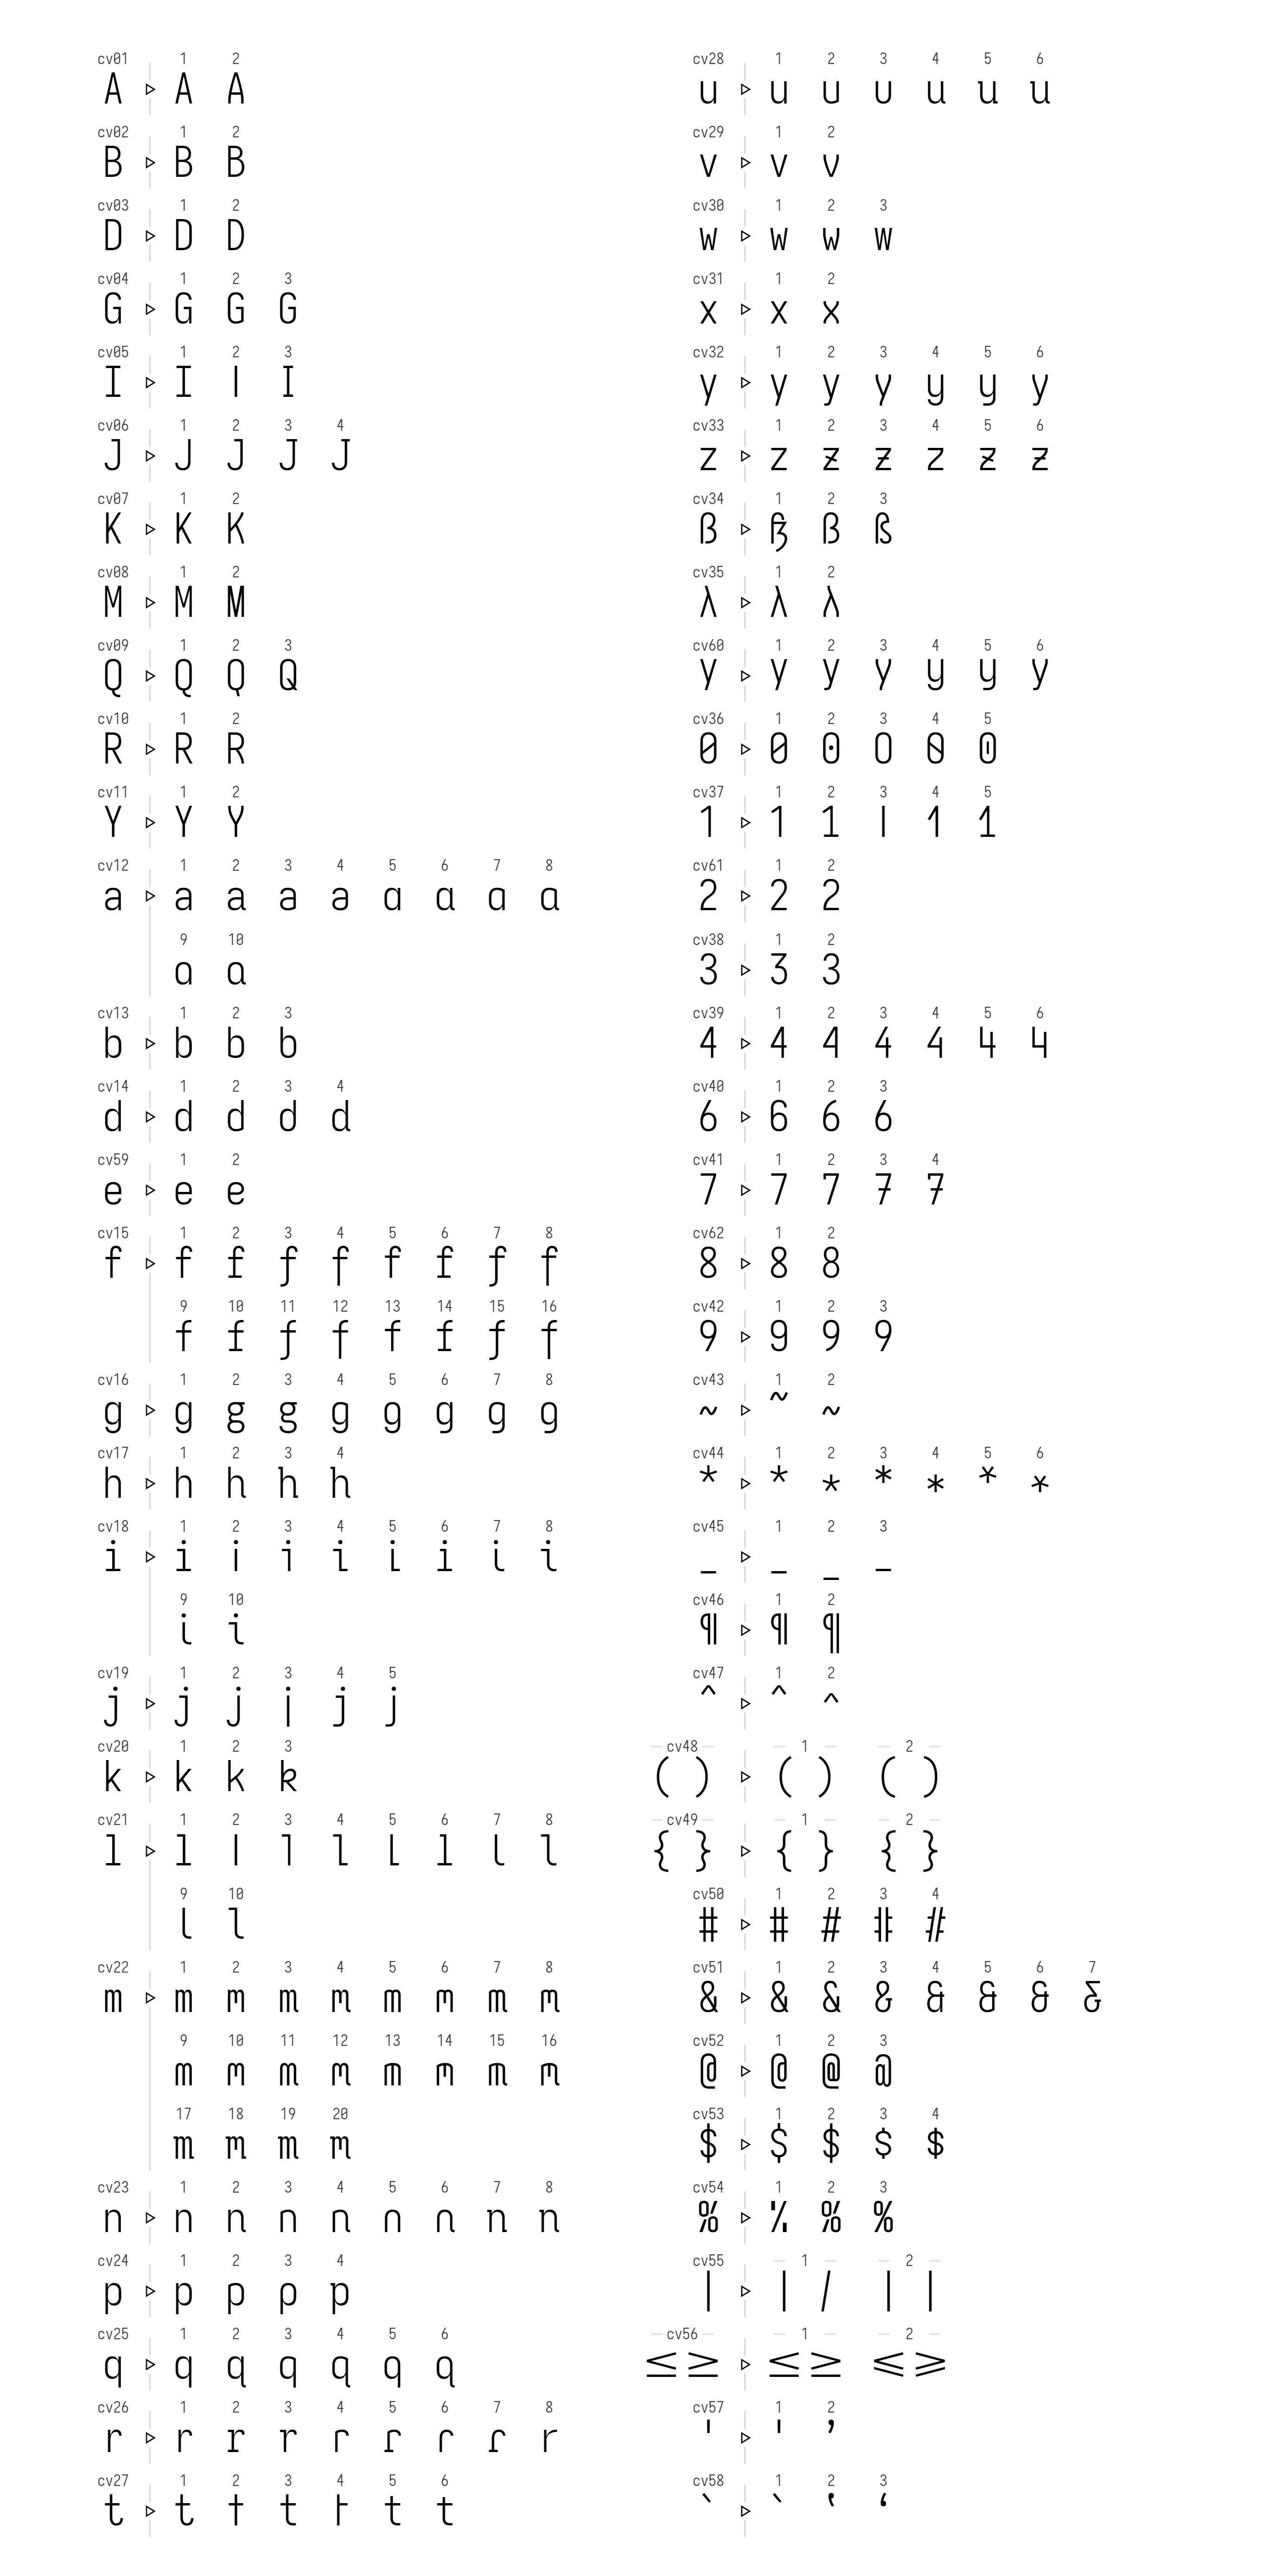 cv01 1 2
A ▹ A A
cv02 1 2
B ▹ B B
cv03 1 2
D ▹ D D
cv04 1 2 3
G ▹ G G G
cv05 1 2 3
I ▹ I I I
cv06 1 2 3 4
J ▹ J J J J
cv07 1 2
K ▹ K K
cv08 1 2
M ▹ M M
cv09 1 2 3
Q ▹ Q Q Q
cv10 1 2
R ▹ R R
cv11 1 2
Y ▹ Y Y
cv12 1 2 3 4 5 6 7 8
a ▹ a a a a a a a a
9 10
a a
cv13 1 2 3
b ▹ b b b
cv14 1 2 3 4
d ▹ d d d d
cv59 1 2
e ▹ e e
cv15 1 2 3 4 5 6 7 8
f ▹ f f f f f f f f
9 10 11 12 13 14 15 16
f f f f f f f f
cv16 1 2 3 4 5 6 7 8
g ▹ g g g g g g g g
cv17 1 2 3 4
h ▹ h h h h
cv18 1 2 3 4 5 6 7 8
i ▹ i i i i i i i i
9 10
i i
cv19 1 2 3 4 5
j ▹ j j j j j
cv20 1 2 3
k ▹ k k k
cv21 1 2 3 4 5 6 7 8
l ▹ l l l l l l l l
9 10
l l
cv22 1 2 3 4 5 6 7 8
m ▹ m m m m m m m m
9 10 11 12 13 14 15 16
m m m m m m m m
17 18 19 20
m m m m
cv23 1 2 3 4 5 6 7 8
n ▹ n n n n n n n n
cv24 1 2 3 4
p ▹ p p p p
cv25 1 2 3 4 5 6
q ▹ q q q q q q
cv26 1 2 3 4 5 6 7 8
r ▹ r r r r r r r r
cv27 1 2 3 4 5 6
t ▹ t t t t t t
cv28 1 2 3 4 5 6
u ▹ u u u u u u
cv29 1 2
v ▹ v v
cv30 1 2 3
w ▹ w w w
cv31 1 2
x ▹ x x
cv32 1 2 3 4 5 6
y ▹ y y y y y y
cv33 1 2 3 4 5 6
z ▹ z z z z z z
cv34 1 2 3
ß ▹ ß ß ß
cv35 1 2
λ ▹ λ λ
cv60 1 2 3 4 5 6
y ▹ y y y y y y
cv36 1 2 3 4 5
0 ▹ 0 0 0 0 0
cv37 1 2 3 4 5
1 ▹ 1 1 1 1 1
cv61 1 2
2 ▹ 2 2
cv38 1 2
3 ▹ 3 3
cv39 1 2 3 4 5 6
4 ▹ 4 4 4 4 4 4
cv40 1 2 3
6 ▹ 6 6 6
cv41 1 2 3 4
7 ▹ 7 7 7 7
cv62 1 2
8 ▹ 8 8
cv42 1 2 3
9 ▹ 9 9 9
cv43 1 2
~ ▹ ~ ~
cv44 1 2 3 4 5 6
* ▹ * * * * * *
cv45 1 2 3
_ ▹ _ _ _
cv46 1 2
¶ ▹ ¶ ¶
cv47 1 2
^ ▹ ^ ^
cv48 1 2
( ) ▹ ( ) ( )
cv49 1 2
{ } ▹ { } { }
cv50 1 2 3 4
# ▹ # # # #
cv51 1 2 3 4 5 6 7
& ▹ & & & & & & &
cv52 1 2 3
@ ▹ @ @ @
cv53 1 2 3 4
$ ▹ $ $ $ $
cv54 1 2 3
% ▹ % % %
cv55 1 2
| ▹ | / | |
cv56 1 2
≤ ≥ ▹ ≤ ≥ ⩽ ⩾
cv57 1 2
' ▹ ' ’
cv58 1 2 3
` ▹ ` ‛ ‘